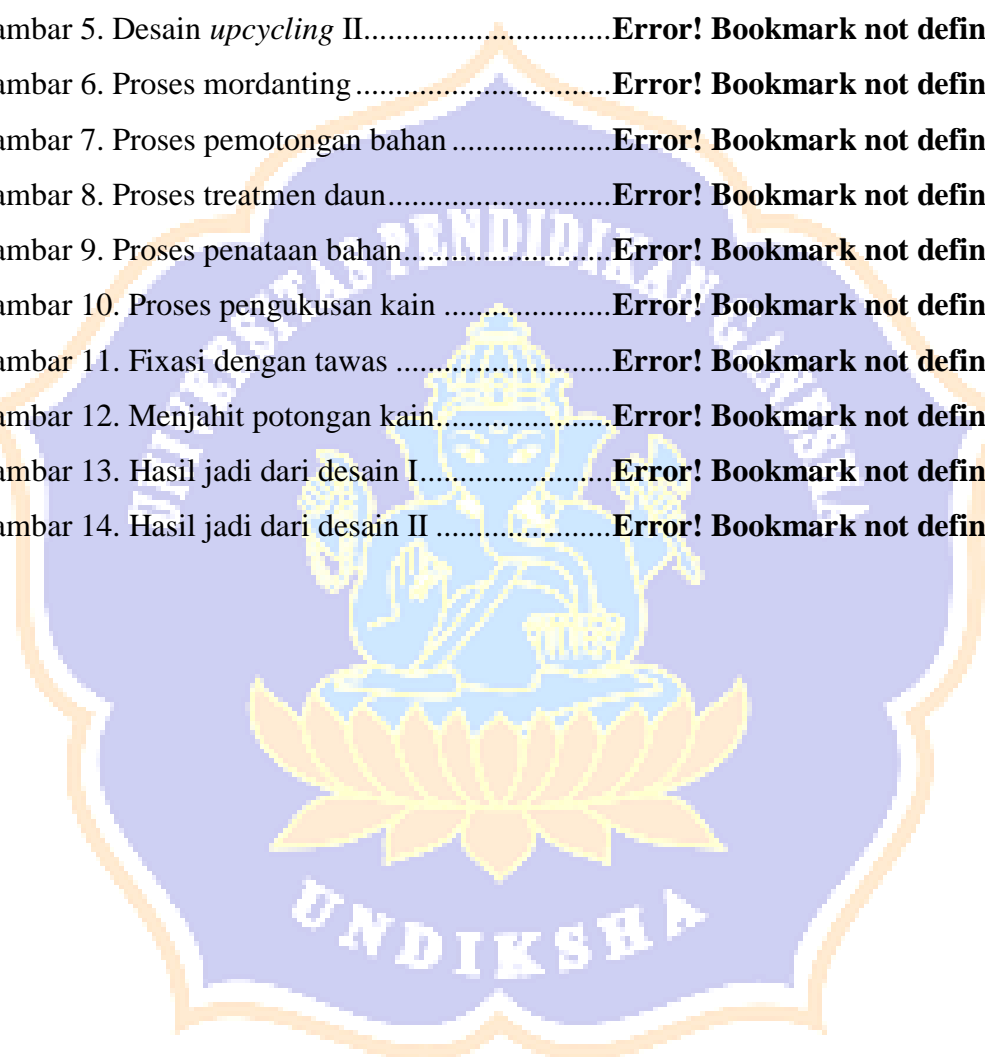 ambar 5. Desain upcycling II...............................Error! Bookmark not defin
ambar 6. Proses mordanting ................................Error! Bookmark not defin
ambar 7. Proses pemotongan bahan ....................Error! Bookmark not defin
ambar 8. Proses treatmen daun............................Error! Bookmark not defin
ambar 9. Proses penataan bahan..........................Error! Bookmark not defin
ambar 10. Proses pengukusan kain .....................Error! Bookmark not defin
ambar 11. Fixasi dengan tawas ...........................Error! Bookmark not defin
ambar 12. Menjahit potongan kain......................Error! Bookmark not defin
ambar 13. Hasil jadi dari desain I........................Error! Bookmark not defin
ambar 14. Hasil jadi dari desain II ......................Error! Bookmark not defin
UNIVERSITAS PENDIDIKAN GANESHA
UNDIKSHA